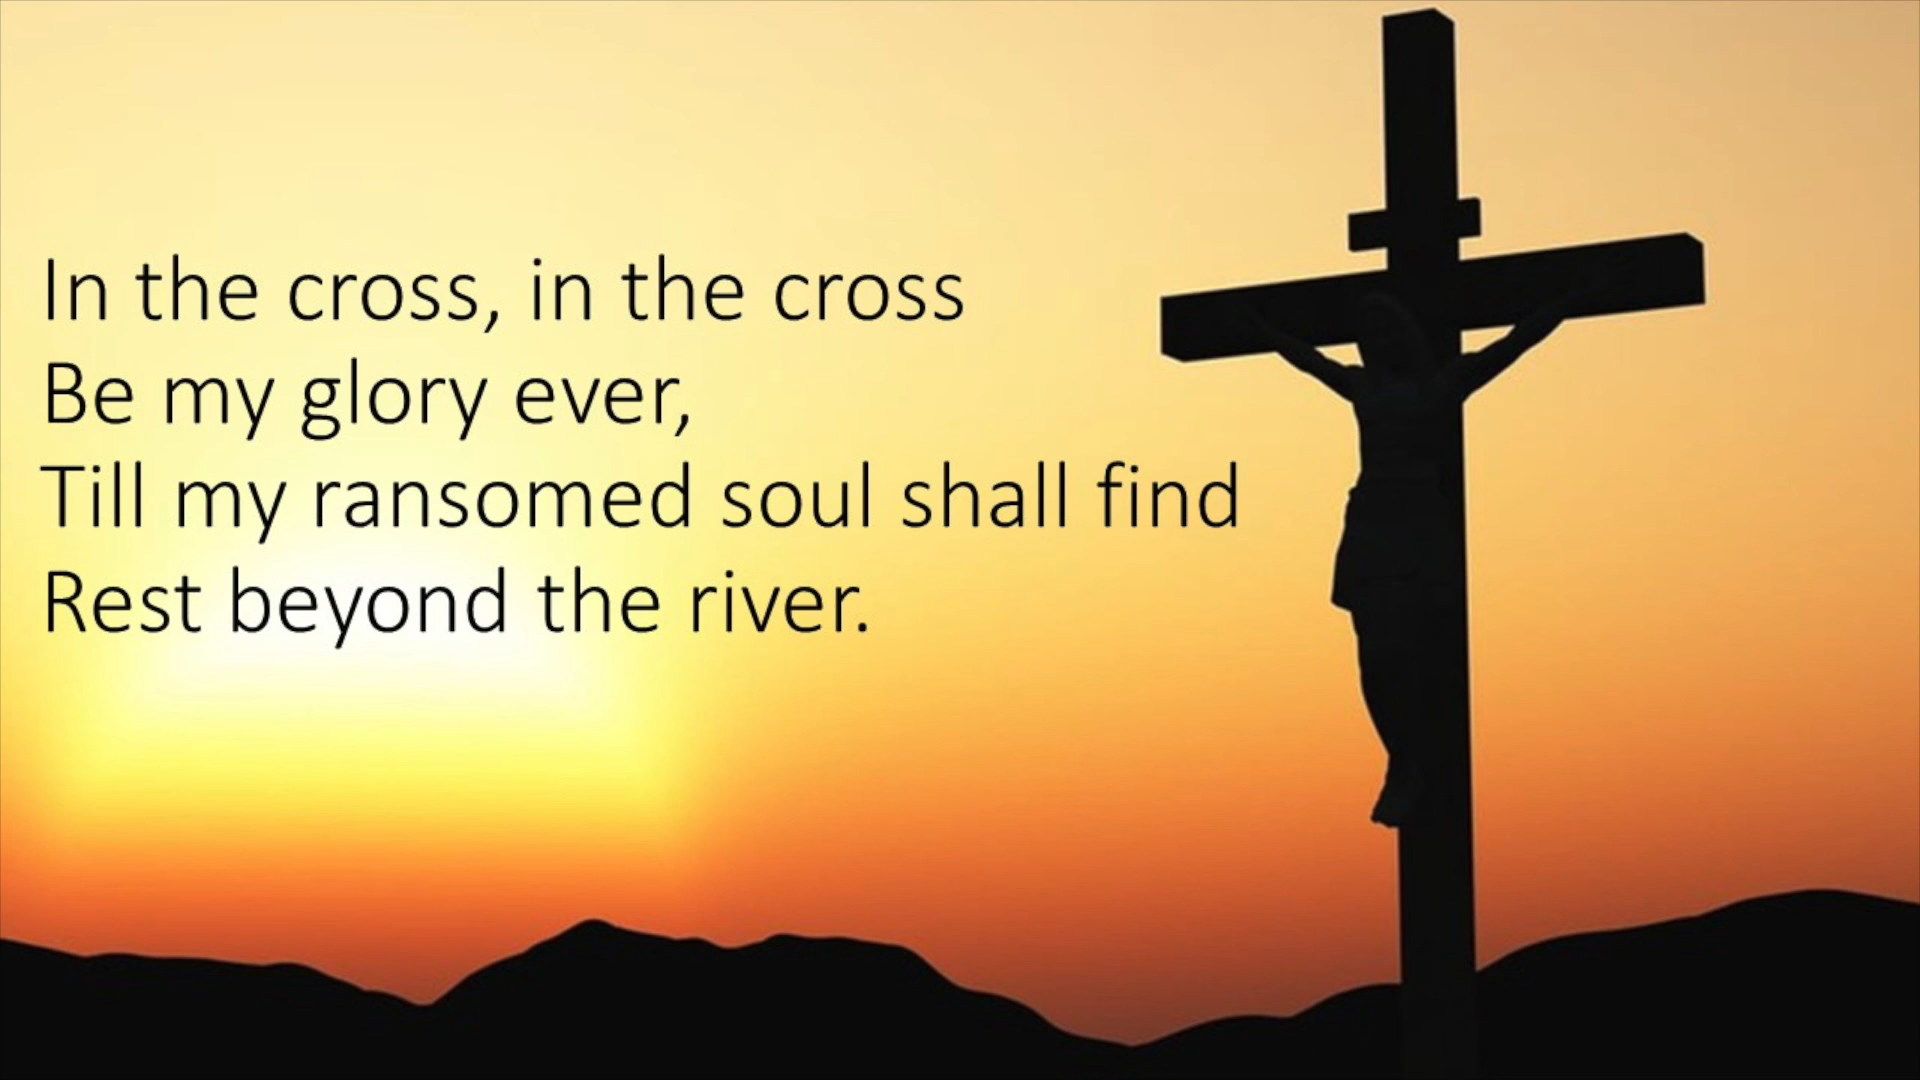 In the cross, in the cross
Be my glory ever,
Till my ransomed soul shall find
Rest beyond the river.